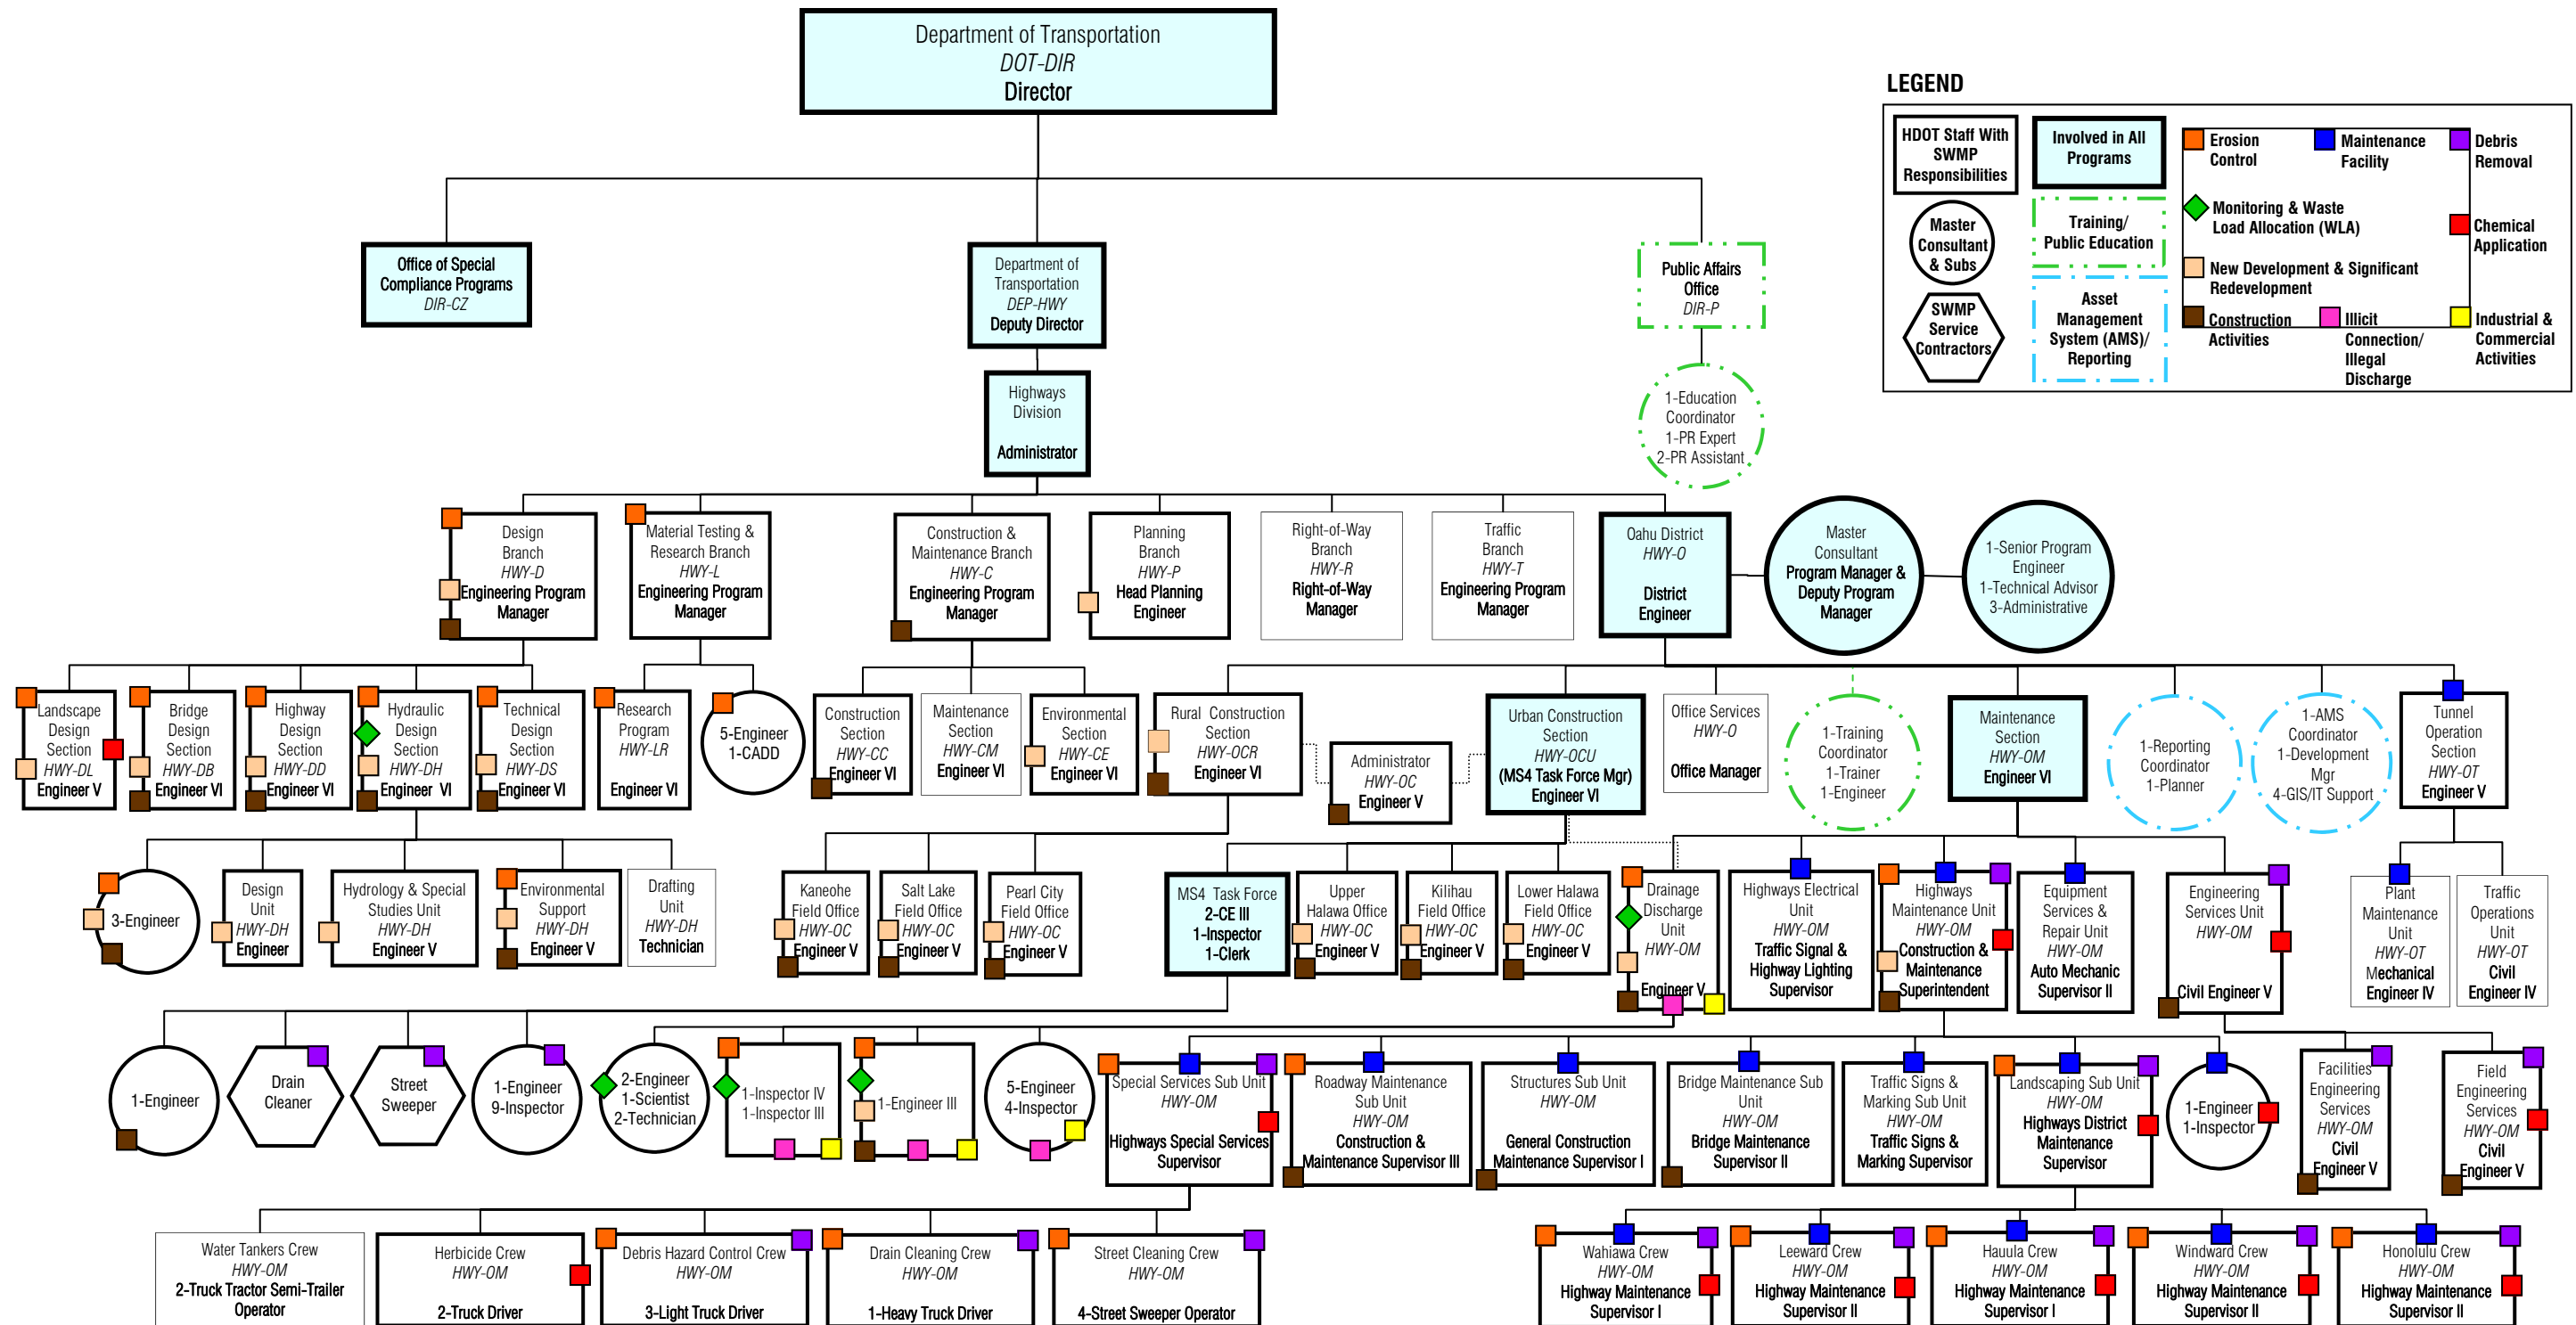 Department of Transportation
DOT-DIR
Director
LEGEND
HDOT Staff With
SWMP
Responsibilities
Involved in All
Programs
Erosion
Control
Maintenance
Facility
Debris
Removal
Master
Consultant
& Subs
Training/
Public Education
Monitoring & Waste
Load Allocation (WLA)
Chemical
Application
New Development & Significant
Redevelopment
SWMP
Service
Contractors
Asset
Management
System (AMS)/
Reporting
Construction
Activities
Illicit
Connection/
Illegal
Discharge
Industrial &
Commercial
Activities
Office of Special
Compliance Programs
DIR-CZ
Department of
Transportation
DEP-HWY
Deputy Director
Public Affairs
Office
DIR-P
Highways
Division
Administrator
1-Education
Coordinator
1-PR Expert
2-PR Assistant
Design
Branch
HWY-D
Engineering Program
Manager
Material Testing &
Research Branch
HWY-L
Engineering Program
Manager
Construction &
Maintenance Branch
HWY-C
Engineering Program
Manager
Planning
Branch
HWY-P
Head Planning
Engineer
Right-of-Way
Branch
HWY-R
Right-of-Way
Manager
Traffic
Branch
HWY-T
Engineering Program
Manager
Oahu District
HWY-O
District
Engineer
Master
Consultant
Program Manager &
Deputy Program
Manager
1-Senior Program
Engineer
1-Technical Advisor
3-Administrative
Landscape
Design
Section
HWY-DL
Engineer V
Bridge
Design
Section
HWY-DB
Engineer VI
Highway
Design
Section
HWY-DD
Engineer VI
Hydraulic
Design
Section
HWY-DH
Engineer VI
Technical
Design
Section
HWY-DS
Engineer VI
Research
Program
HWY-LR
Engineer VI
5-Engineer
1-CADD
Construction
Section
HWY-CC
Engineer VI
Maintenance
Section
HWY-CM
Engineer VI
Environmental
Section
HWY-CE
Engineer VI
Rural Construction
Section
HWY-OCR
Engineer VI
Administrator
HWY-OC
Engineer V
Urban Construction
Section
HWY-OCU
(MS4 Task Force Mgr)
Engineer VI
Office Services
HWY-O
Office Manager
1-Training
Coordinator
1-Trainer
1-Engineer
Maintenance
Section
HWY-OM
Engineer VI
1-Reporting
Coordinator
1-Planner
1-AMS
Coordinator
1-Development
Mgr
4-GIS/IT Support
Tunnel
Operation
Section
HWY-OT
Engineer V
3-Engineer
Design
Unit
HWY-DH
Engineer
Hydrology & Special
Studies Unit
HWY-DH
Engineer V
Environmental
Support
HWY-DH
Engineer V
Drafting
Unit
HWY-DH
Technician
Kaneohe
Field Office
HWY-OC
Engineer V
Salt Lake
Field Office
HWY-OC
Engineer V
Pearl City
Field Office
HWY-OC
Engineer V
MS4 Task Force
2-CE III
1-Inspector
1-Clerk
Upper
Halawa Office
HWY-OC
Engineer V
Kilihau
Field Office
HWY-OC
Engineer V
Lower Halawa
Field Office
HWY-OC
Engineer V
Drainage
Discharge
Unit
HWY-OM
Engineer V
Highways Electrical
Unit
HWY-OM
Traffic Signal &
Highway Lighting
Supervisor
Highways
Maintenance Unit
HWY-OM
Construction &
Maintenance
Superintendent
Equipment
Services &
Repair Unit
HWY-OM
Auto Mechanic
Supervisor II
Engineering
Services Unit
HWY-OM
Civil Engineer V
Plant
Maintenance
Unit
HWY-OT
Mechanical
Engineer IV
Traffic
Operations
Unit
HWY-OT
Civil
Engineer IV
1-Engineer
Drain
Cleaner
Street
Sweeper
1-Engineer
9-Inspector
2-Engineer
1-Scientist
2-Technician
1-Inspector IV
1-Inspector III
1-Engineer III
5-Engineer
4-Inspector
Special Services Sub Unit
HWY-OM
Highways Special Services
Supervisor
Roadway Maintenance
Sub Unit
HWY-OM
Construction &
Maintenance Supervisor III
Structures Sub Unit
HWY-OM
General Construction
Maintenance Supervisor I
Bridge Maintenance Sub
Unit
HWY-OM
Bridge Maintenance
Supervisor II
Traffic Signs &
Marking Sub Unit
HWY-OM
Traffic Signs &
Marking Supervisor
Landscaping Sub Unit
HWY-OM
Highways District
Maintenance
Supervisor
1-Engineer
1-Inspector
Facilities
Engineering
Services
HWY-OM
Civil
Engineer V
Field
Engineering
Services
HWY-OM
Civil
Engineer V
Water Tankers Crew
HWY-OM
2-Truck Tractor Semi-Trailer
Operator
Herbicide Crew
HWY-OM
2-Truck Driver
Debris Hazard Control Crew
HWY-OM
3-Light Truck Driver
Drain Cleaning Crew
HWY-OM
1-Heavy Truck Driver
Street Cleaning Crew
HWY-OM
4-Street Sweeper Operator
Wahiawa Crew
HWY-OM
Highway Maintenance
Supervisor I
Leeward Crew
HWY-OM
Highway Maintenance
Supervisor II
Hauula Crew
HWY-OM
Highway Maintenance
Supervisor I
Windward Crew
HWY-OM
Highway Maintenance
Supervisor II
Honolulu Crew
HWY-OM
Highway Maintenance
Supervisor II